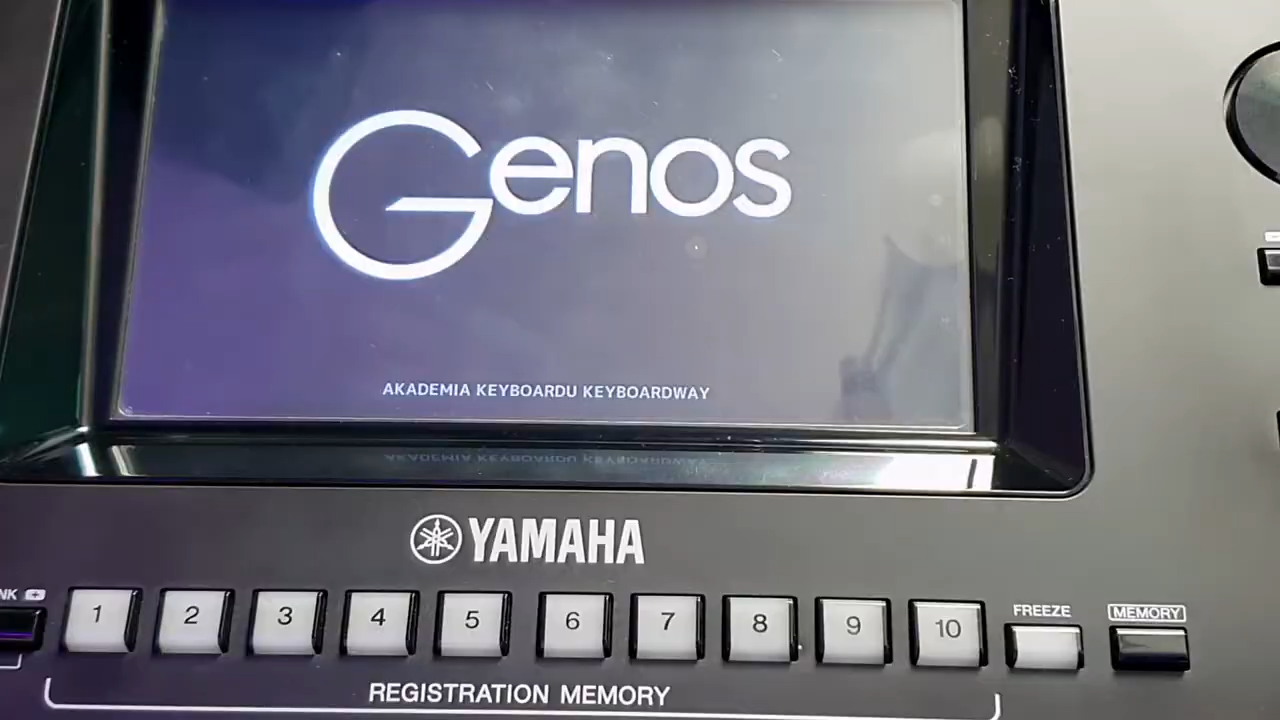 Genos
AKADEMIA KEYBOARDU KEYBOARDWAY
YAMAHA
1 2 3 4 5 6 7 8 9 10
FREEZE
MEMORY
REGISTRATION MEMORY